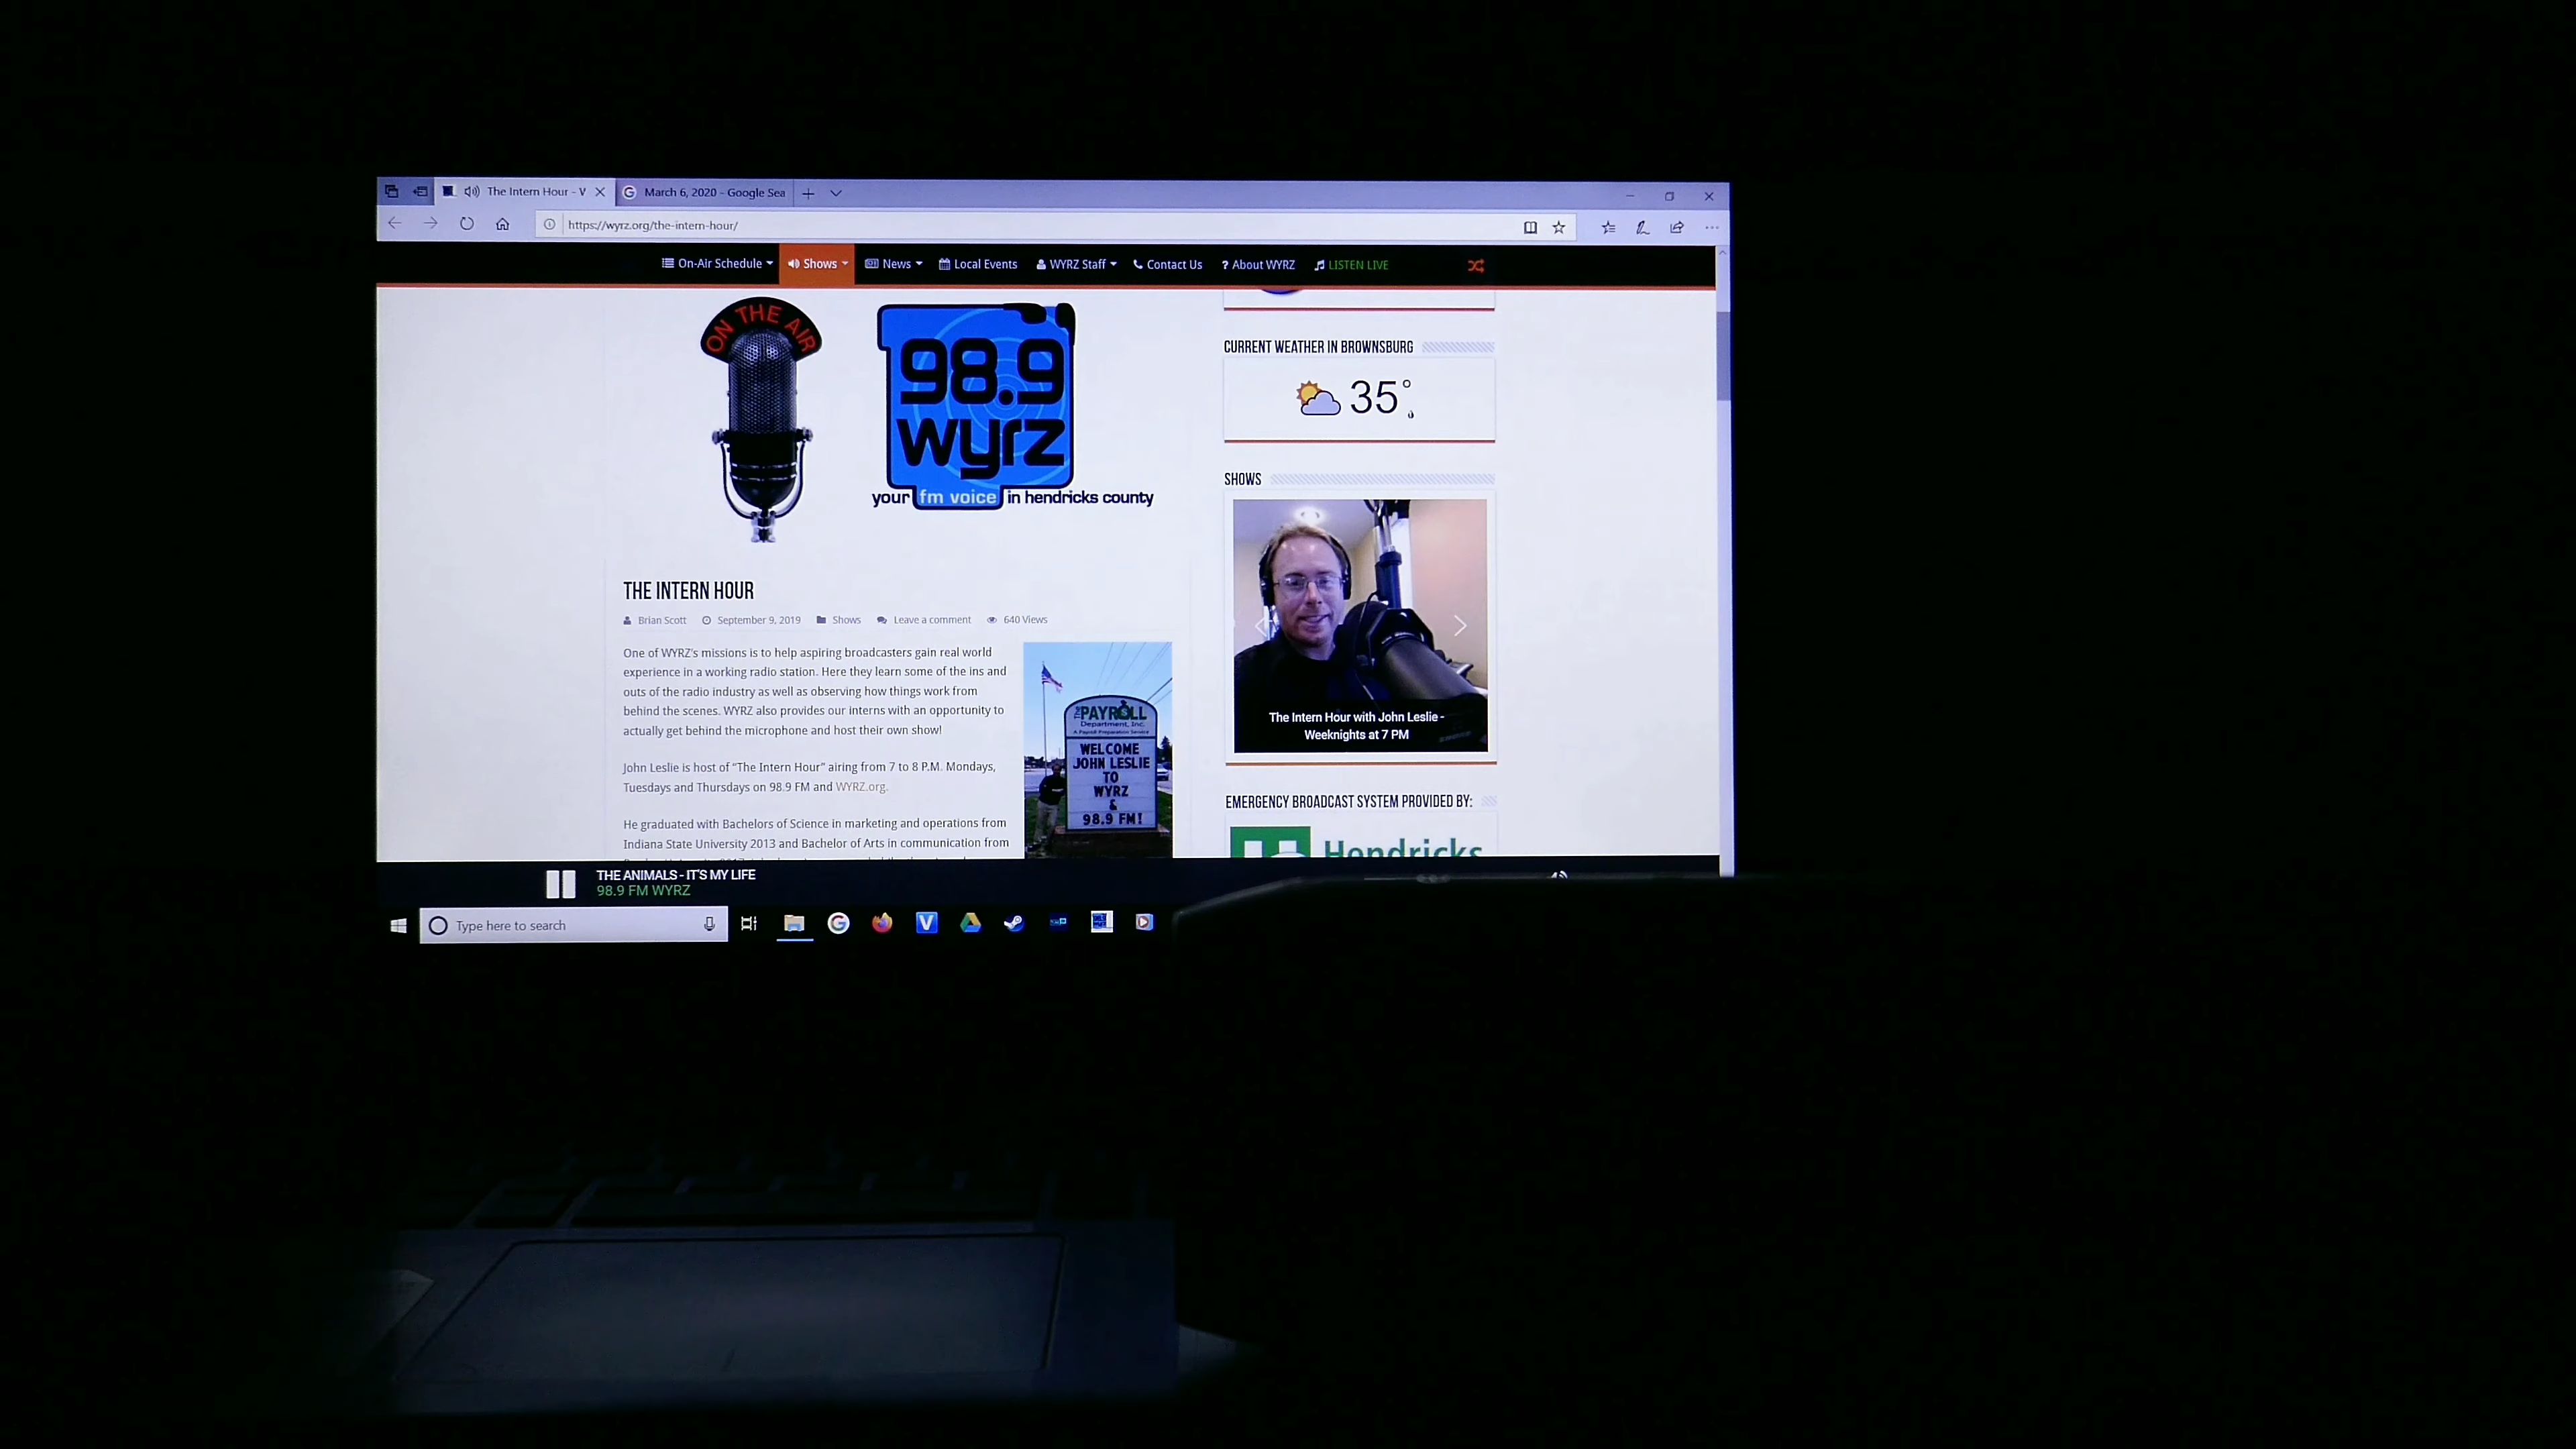 The Intern Hour - V
March 6, 2020 - Google Sea
https://wyrz.org/the-intern-hour/
On-Air Schedule
Shows
News
Local Events
WYRZ Staff
Contact Us
? About WYRZ
LISTEN LIVE
ON THE AIR
98.9
wyrz
your fm voice in hendricks county
THE INTERN HOUR
Brian Scott September 9, 2019 Shows Leave a comment 640 Views
One of WYRZ's missions is to help aspiring broadcasters gain real world
experience in a working radio station. Here they learn some of the ins and
outs of the radio industry as well as observing how things work from
behind the scenes. WYRZ also provides our interns with an opportunity to
actually get behind the microphone and host their own show!
John Leslie is host of “The Intern Hour” airing from 7 to 8 P.M. Mondays,
Tuesdays and Thursdays on 98.9 FM and WYRZ.org.
He graduated with Bachelors of Science in marketing and operations from
Indiana State University 2013 and Bachelor of Arts in communication from
The PAYROLL
Department, Inc.
A Payroll Preparation Service
WELCOME
JOHN LESLIE
TO
WYRZ
&
98.9 FM!
CURRENT WEATHER IN BROWNSBURG
35°
SHOWS
The Intern Hour with John Leslie -
Weeknights at 7 PM
EMERGENCY BROADCAST SYSTEM PROVIDED BY:
Hendricks
THE ANIMALS - IT'S MY LIFE
98.9 FM WYRZ
Type here to search